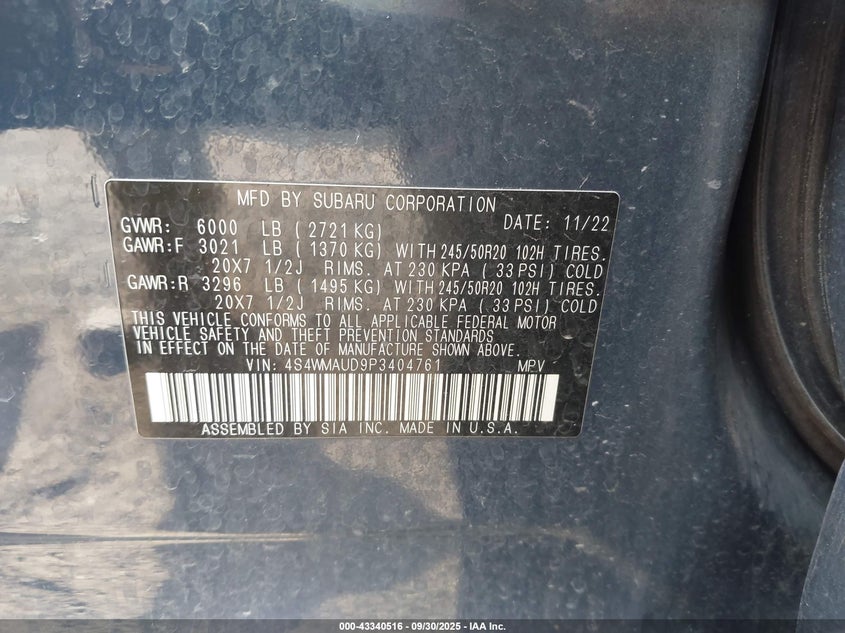 MFD BY SUBARU CORPORATION
GVWR: 6000 LB ( 2721 KG) DATE: 11/22
GAWR:F 3021 LB ( 1370 KG) WITH 245/50R20 102H TIRES.
20X7 1/2J RIMS. AT 230 KPA ( 33 PSI) COLD
GAWR:R 3296 LB ( 1495 KG) WITH 245/50R20 102H TIRES.
20X7 1/2J RIMS. AT 230 KPA ( 33 PSI) COLD
THIS VEHICLE CONFORMS TO ALL APPLICABLE FEDERAL MOTOR
VEHICLE SAFETY AND THEFT PREVENTION STANDARDS
IN EFFECT ON THE DATE OF MANUFACTURE SHOWN ABOVE.
VIN: 4S4WMAUD9P3404761 MPV
ASSEMBLED BY SIA INC. MADE IN U.S.A.
000-43340516 - 09/30/2025 - IAA Inc.